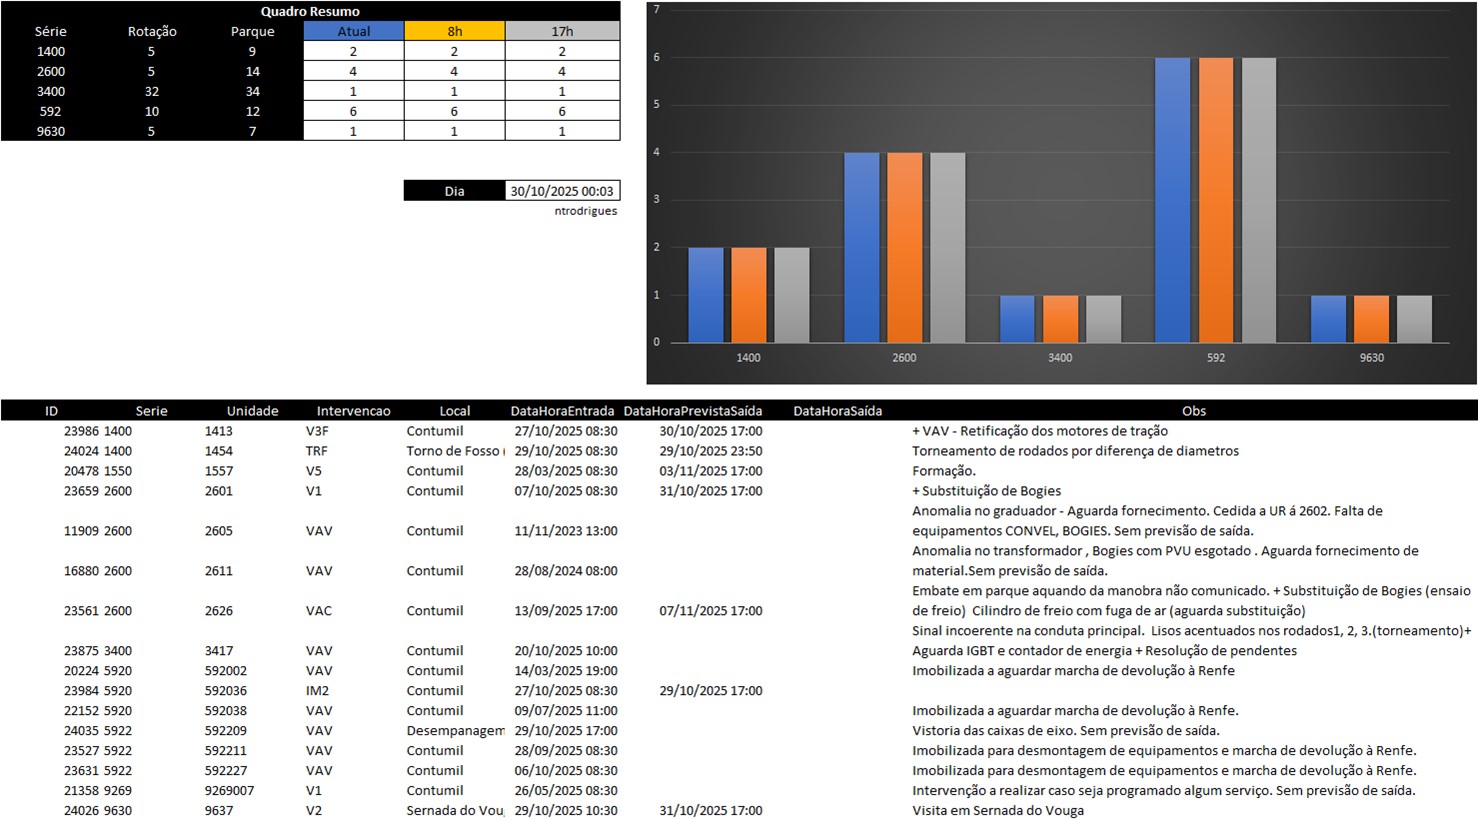 Quadro Resumo
Série Rotação Parque Atual 8h 17h
1400 5 9 2 2 2
2600 5 14 4 4 4
3400 32 34 1 1 1
592 10 12 6 6 6
9630 5 7 1 1 1
Dia 30/10/2025 00:03
ntrodrigues
7
6
5
4
3
2
1
0
1400 2600 3400 592 9630
ID Serie Unidade Intervencao Local DataHoraEntrada DataHoraPrevistaSaída DataHoraSaída Obs
23986 1400 1413 V3F Contumil 27/10/2025 08:30 30/10/2025 17:00 + VAV - Retificação dos motores de tração
24024 1400 1454 TRF Torno de Fosso ( 29/10/2025 08:30 29/10/2025 23:50 Torneamento de rodados por diferença de diametros
20478 1550 1557 V5 Contumil 28/03/2025 08:30 03/11/2025 17:00 Formação.
23659 2600 2601 V1 Contumil 07/10/2025 08:30 31/10/2025 17:00 + Substituição de Bogies
Anomalia no graduador - Aguarda fornecimento. Cedida a UR á 2602. Falta de
11909 2600 2605 VAV Contumil 11/11/2023 13:00 equipamentos CONVEL, BOGIES. Sem previsão de saída.
Anomalia no transformador , Bogies com PVU esgotado . Aguarda fornecimento de
16880 2600 2611 VAV Contumil 28/08/2024 08:00 material.Sem previsão de saída.
Embate em parque aquando da manobra não comunicado. + Substituição de Bogies (ensaio
23561 2600 2626 VAC Contumil 13/09/2025 17:00 07/11/2025 17:00 de freio) Cilindro de freio com fuga de ar (aguarda substituição)
Sinal incoerente na conduta principal. Lisos acentuados nos rodados1, 2, 3.(torneamento)+
23875 3400 3417 VAV Contumil 20/10/2025 10:00 Aguarda IGBT e contador de energia + Resolução de pendentes
20224 5920 592002 VAV Contumil 14/03/2025 19:00 Imobilizada a aguardar marcha de devolução à Renfe
23984 5920 592036 IM2 Contumil 27/10/2025 08:30 29/10/2025 17:00
22152 5920 592038 VAV Contumil 09/07/2025 11:00 Imobilizada a aguardar marcha de devolução à Renfe.
24035 5922 592209 VAV Desempanagem 29/10/2025 17:00 Vistoria das caixas de eixo. Sem previsão de saída.
23527 5922 592211 VAV Contumil 28/09/2025 08:30 Imobilizada para desmontagem de equipamentos e marcha de devolução à Renfe.
23631 5922 592227 VAV Contumil 06/10/2025 08:30 Imobilizada para desmontagem de equipamentos e marcha de devolução à Renfe.
21358 9269 9269007 V1 Contumil 26/05/2025 08:30 Intervenção a realizar caso seja programado algum serviço. Sem previsão de saída.
24026 9630 9637 V2 Sernada do Vou 29/10/2025 10:30 31/10/2025 17:00 Visita em Sernada do Vouga